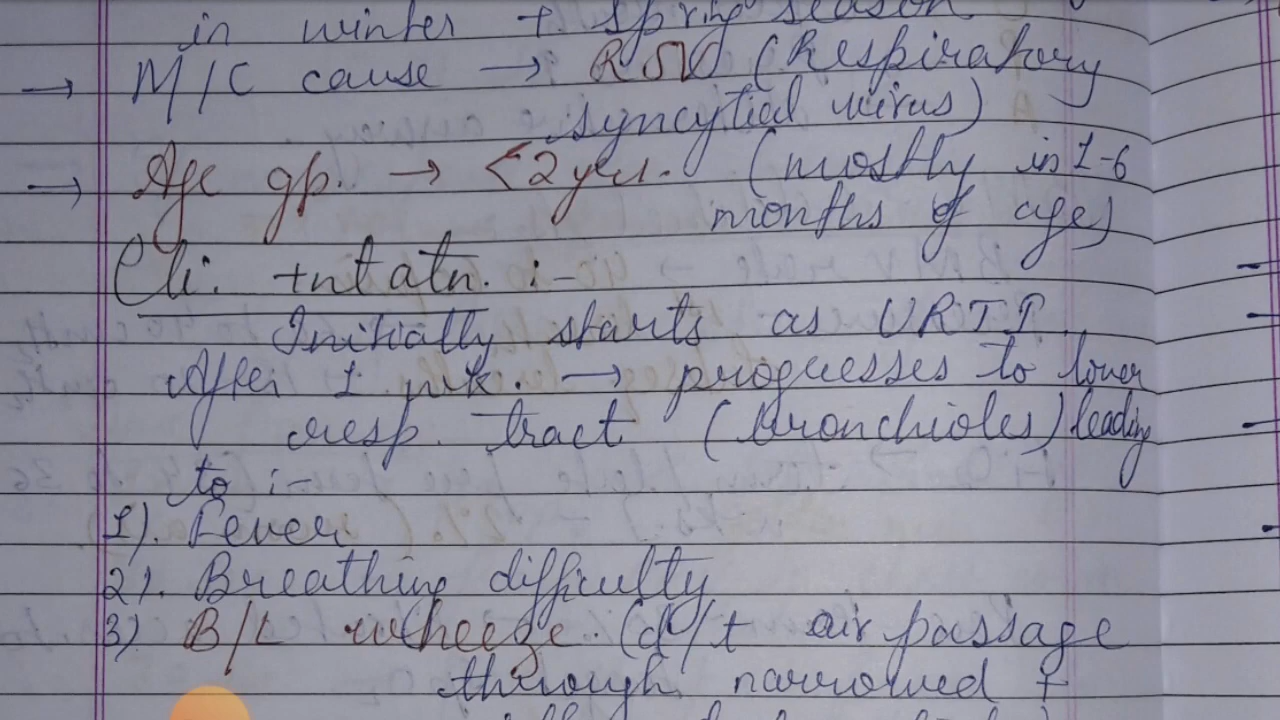 in winter + spring season
→ M/C cause → RSV (Respiratory
syncytial virus)
→ Age gp. → <2 yrs. (mostly in 1-6
months of age)
Cli. +ntatn. :-
Initially starts as URTI.
After 1 wk. → progresses to lower
resp. tract (bronchioles) leading
to :-
1). Fever.
2). Breathing difficulty
3) B/L wheeze. (d/t air passage
through narrowed +